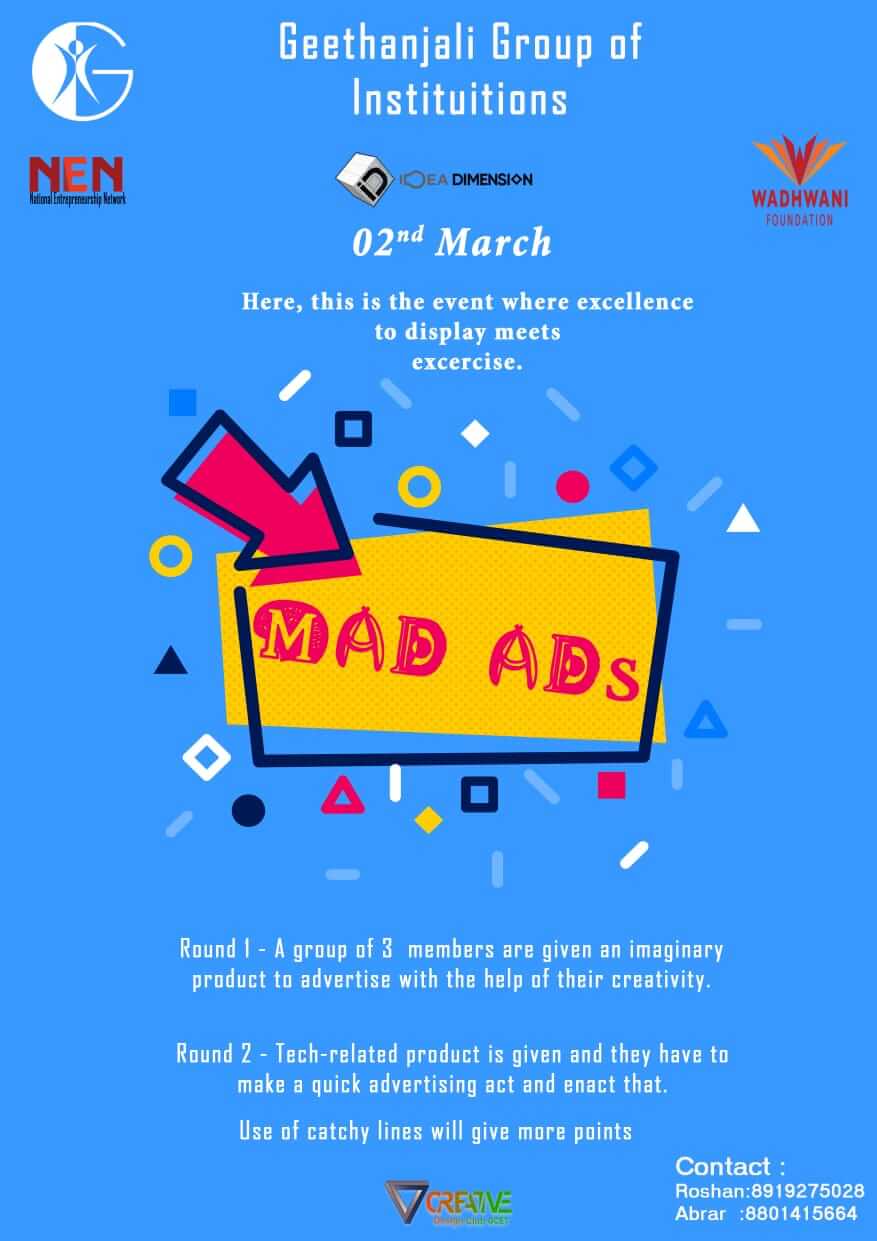 Geethanjali Group of
Instituitions
NEN
National Entrepreneurship Network
IDEA DIMENSION
WADHWANI
FOUNDATION
02nd March
Here, this is the event where excellence
to display meets
excercise.
MAD ADs
Round 1 - A group of 3 members are given an imaginary
product to advertise with the help of their creativity.
Round 2 - Tech-related product is given and they have to
make a quick advertising act and enact that.
Use of catchy lines will give more points
CREATIVE
Design Club GCET
Contact :
Roshan:8919275028
Abrar :8801415664